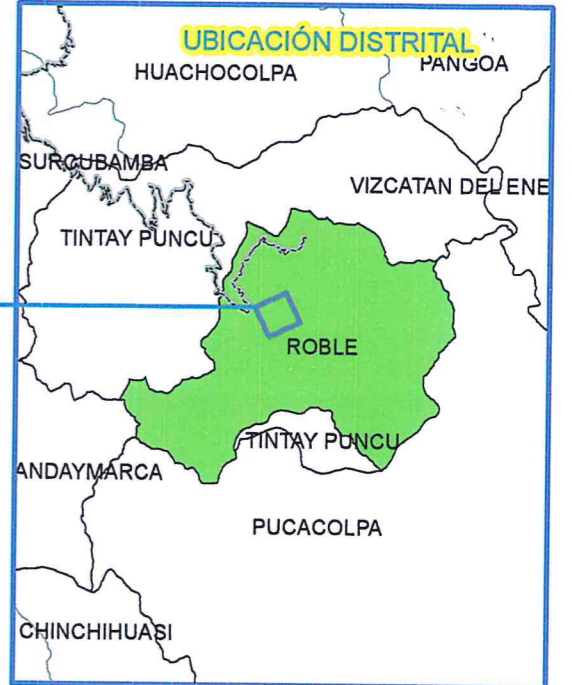 UBICACIÓN DISTRITAL
HUACHOCOLPA
PANGOA
SURCUBAMBA
VIZCATAN DEL ENE
TINTAY PUNCU
ROBLE
TINTAY PUNCU
ANDAYMARCA
PUCACOLPA
CHINCHIHUASI